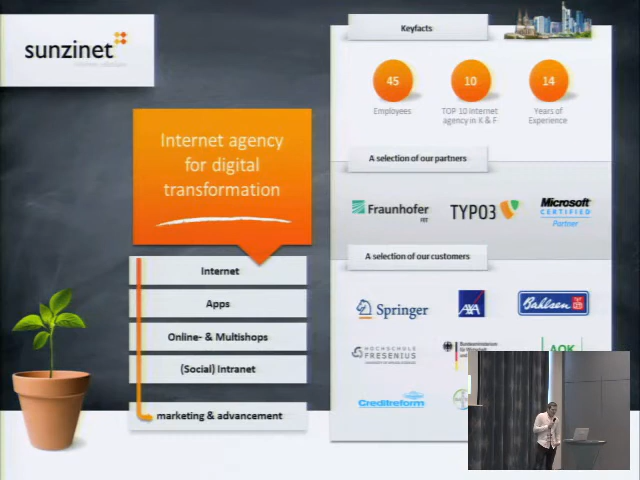 sunzinet
Internet agency
for digital
transformation
Internet
Apps
Online- & Multishops
(Social) Intranet
marketing & advancement
Keyfacts
45
10
14
Employees
TOP 10 internet
agency in K & F
Years of
Experience
A selection of our partners
Fraunhofer
TYPO3
Microsoft
CERTIFIED
Partner
A selection of our customers
Springer
AXA
Bahlsen
HOCHSCHULE
FRESENIUS
Bundesministerium
AOK
Creditreform